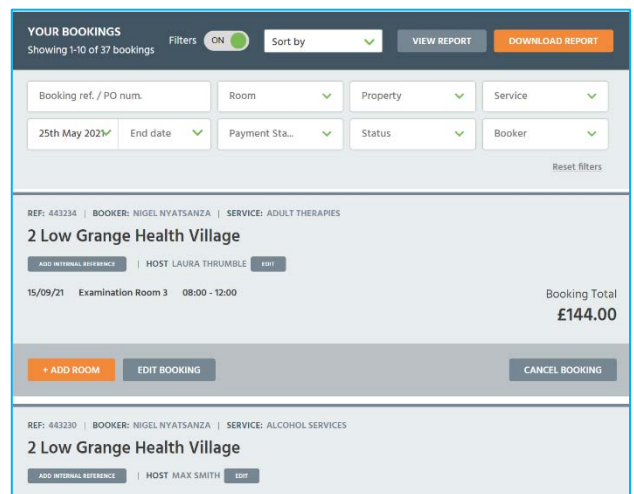 YOUR BOOKINGS
Showing 1-10 of 37 bookings
Filters ON Sort by VIEW REPORT DOWNLOAD REPORT
Booking ref. / PO num. Room Property Service
25th May 2021 End date Payment Sta... Status Booker
Reset filters
REF: 443234 | BOOKER: NIGEL NYATSANZA | SERVICE: ADULT THERAPIES
2 Low Grange Health Village
ADD INTERNAL REFERENCE | HOST LAURA THRUMBLE EDIT
15/09/21 Examination Room 3 08:00 - 12:00
Booking Total
£144.00
+ ADD ROOM EDIT BOOKING CANCEL BOOKING
REF: 443230 | BOOKER: NIGEL NYATSANZA | SERVICE: ALCOHOL SERVICES
2 Low Grange Health Village
ADD INTERNAL REFERENCE | HOST MAX SMITH EDIT